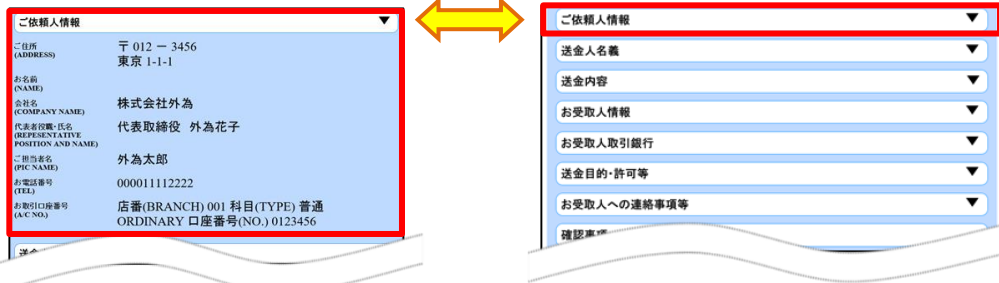 ご依頼人情報 ▼
ご住所
(ADDRESS)
〒 012 － 3456
東京 1-1-1
お名前
(NAME)
会社名
(COMPANY NAME)
株式会社外為
代表者役職・氏名
(REPESENTATIVE
POSITION AND NAME)
代表取締役 外為花子
ご担当者名
(PIC NAME)
外為太郎
お電話番号
(TEL)
000011112222
お取引口座番号
(A/C NO.)
店番(BRANCH) 001 科目(TYPE) 普通
ORDINARY 口座番号(NO.) 0123456
送金
ご依頼人情報 ▼
送金人名義 ▼
送金内容 ▼
お受取人情報 ▼
お受取人取引銀行 ▼
送金目的・許可等 ▼
お受取人への連絡事項等 ▼
確認事項